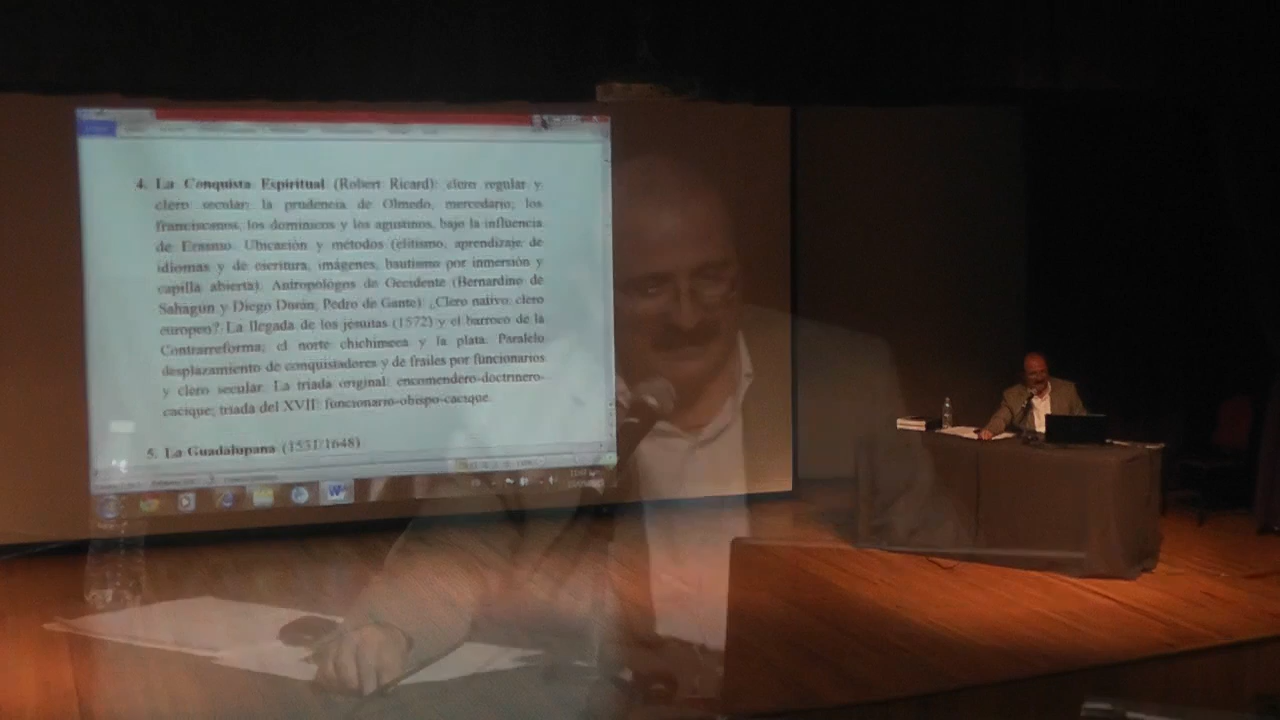 4. La Conquista Espiritual (Robert Ricard): clero regular y
clero secular: la prudencia de Olmedo, mercedario; los
franciscanos, los dominicos y los agustinos, bajo la influencia
de Erasmo. Ubicación y métodos (elitismo, aprendizaje de
idiomas y de escritura, imágenes, bautismo por inmersión y
capilla abierta). Antropólogos de Occidente (Bernardino de
Sahagún y Diego Durán, Pedro de Gante) ¿Clero nativo, clero
europeo? La llegada de los jesuitas (1572) y el barroco de la
Contrarreforma; el norte chichimeca y la plata. Paralelo
desplazamiento de conquistadores y de frailes por funcionarios
y clero secular. La tríada original: encomendero-doctrinero-
cacique; tríada del XVII: funcionario-obispo-cacique.
5. La Guadalupana (1531/1648)